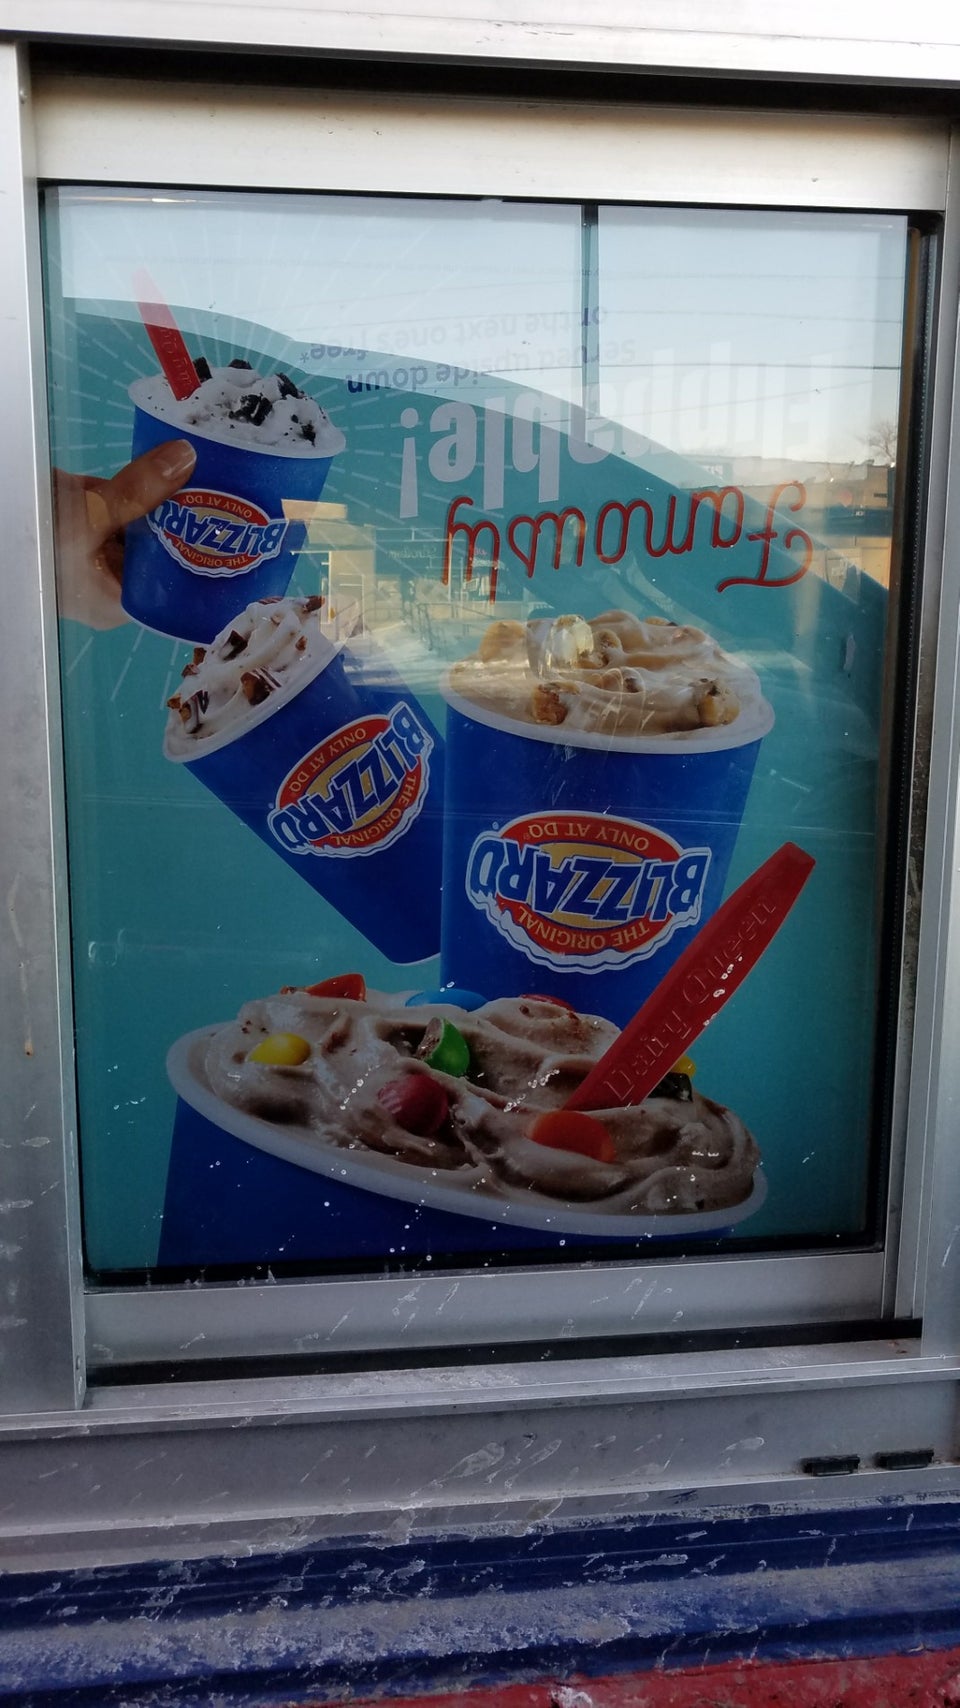 Famously
flippable!
Served upside down
or the next one's free*
THE ORIGINAL
BLIZZARD
ONLY AT DQ®
THE ORIGINAL
BLIZZARD
ONLY AT DQ®
THE ORIGINAL
BLIZZARD®
ONLY AT DQ®
Dairy Queen